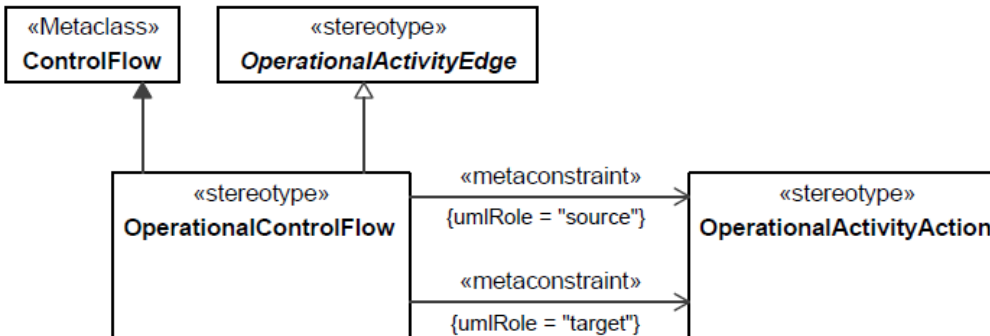 «Metaclass»
ControlFlow
«stereotype»
OperationalActivityEdge
«stereotype»
OperationalControlFlow
«metaconstraint»
{umlRole = "source"}
«metaconstraint»
{umlRole = "target"}
«stereotype»
OperationalActivityAction